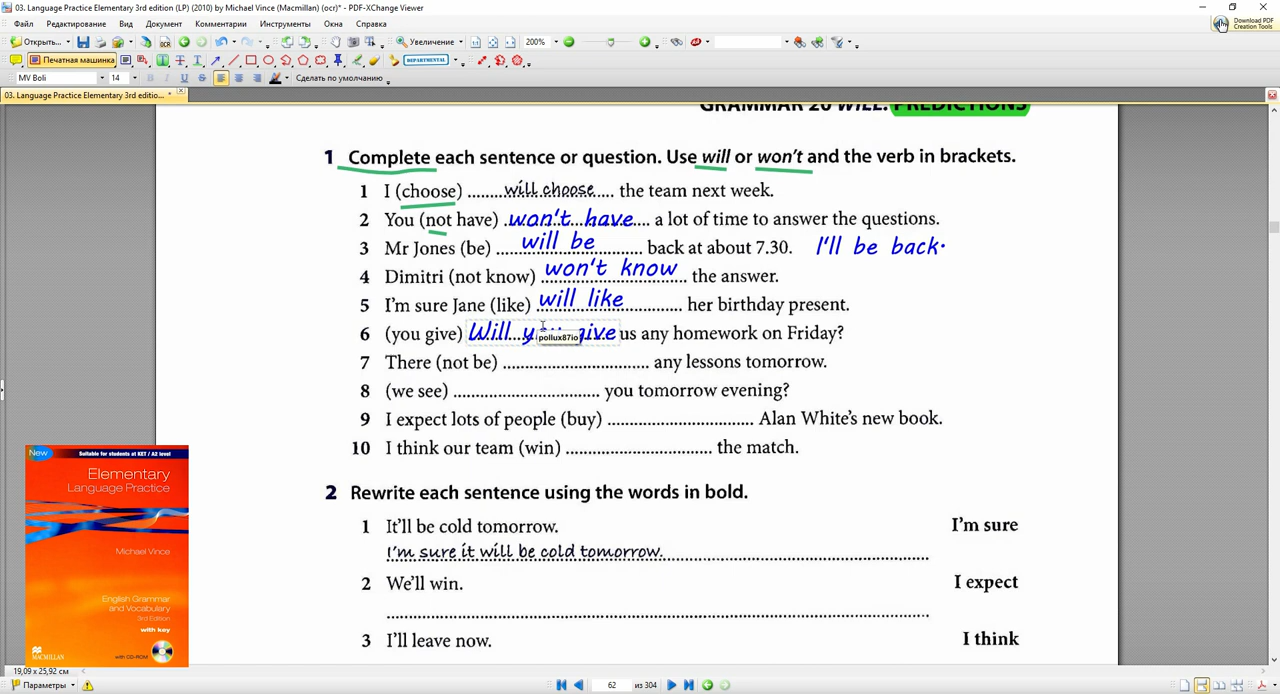 03. Language Practice Elementary 3rd edition (LP) (2010) by Michael Vince (Macmillan) (ocr)* - PDF-XChange Viewer
Файл Редактирование Вид Документ Комментарии Инструменты Окна Справка
Открыть... OCR Увеличение 200% Download PDF Creation Tools
Печатная машинка DEPARTMENTAL
MV Boli 14 Сделать по умолчанию
03. Language Practice Elementary 3rd editio... *
GRAMMAR 20 WILL: PREDICTIONS
1 Complete each sentence or question. Use will or won't and the verb in brackets.
1 I (choose) will choose the team next week.
2 You (not have) won't have a lot of time to answer the questions.
3 Mr Jones (be) will be back at about 7.30. I'll be back.
4 Dimitri (not know) won't know the answer.
5 I'm sure Jane (like) will like her birthday present.
6 (you give) Will you give us any homework on Friday?
pollux87io
7 There (not be) ............ any lessons tomorrow.
8 (we see) ............ you tomorrow evening?
9 I expect lots of people (buy) ............ Alan White's new book.
10 I think our team (win) ............ the match.
2 Rewrite each sentence using the words in bold.
1 It'll be cold tomorrow. I'm sure
I'm sure it will be cold tomorrow.
2 We'll win. I expect
3 I'll leave now. I think
New Suitable for students at KET / A2 level
Elementary
Language Practice
Michael Vince
English Grammar
and Vocabulary
3rd Edition
with key
MACMILLAN with CD-ROM
19,09 x 25,92 см
Параметры 62 из 304